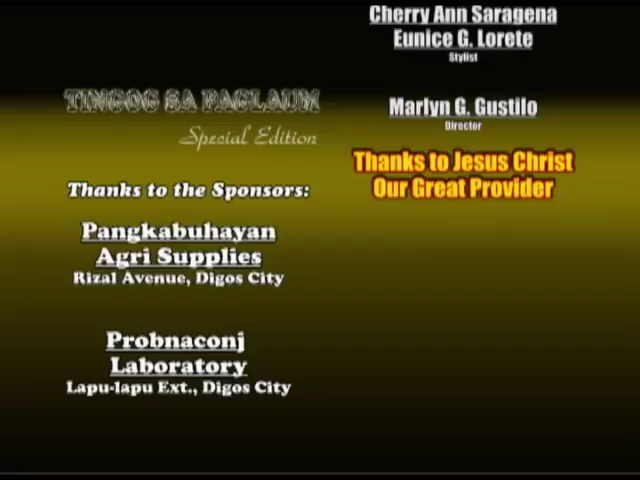 TINGOG SA PAGLAUM
Special Edition
Thanks to the Sponsors:
Pangkabuhayan
Agri Supplies
Rizal Avenue, Digos City
Probnaconj
Laboratory
Lapu-lapu Ext., Digos City
Cherry Ann Saragena
Eunice G. Lorete
Stylist
Marlyn G. Gustilo
Director
Thanks to Jesus Christ
Our Great Provider